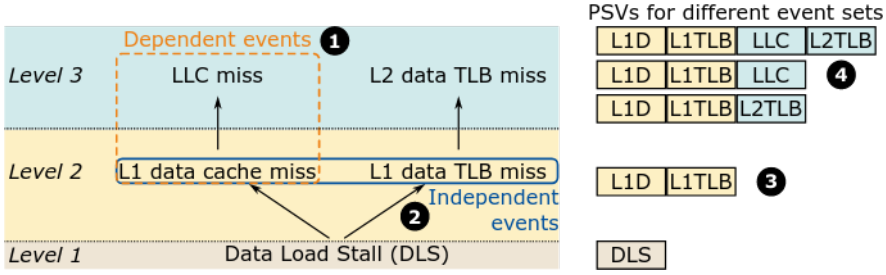 PSVs for different event sets
Dependent events 1
L1D L1TLB LLC L2TLB
Level 3 LLC miss L2 data TLB miss
L1D L1TLB LLC 4
L1D L1TLB L2TLB
Level 2 L1 data cache miss L1 data TLB miss
L1D L1TLB 3
2 Independent
events
Level 1 Data Load Stall (DLS)
DLS